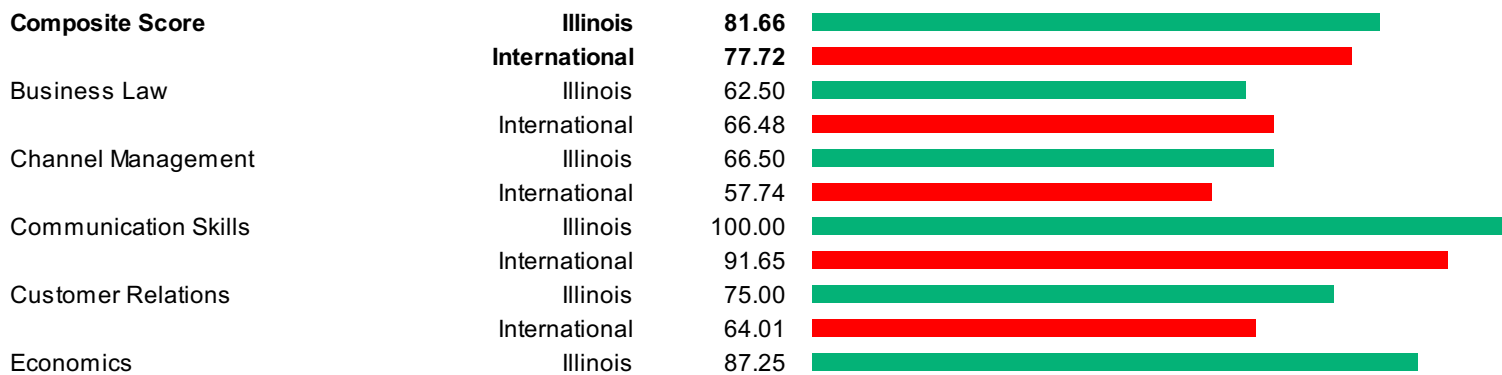 Composite Score Illinois 81.66
International 77.72
Business Law Illinois 62.50
International 66.48
Channel Management Illinois 66.50
International 57.74
Communication Skills Illinois 100.00
International 91.65
Customer Relations Illinois 75.00
International 64.01
Economics Illinois 87.25